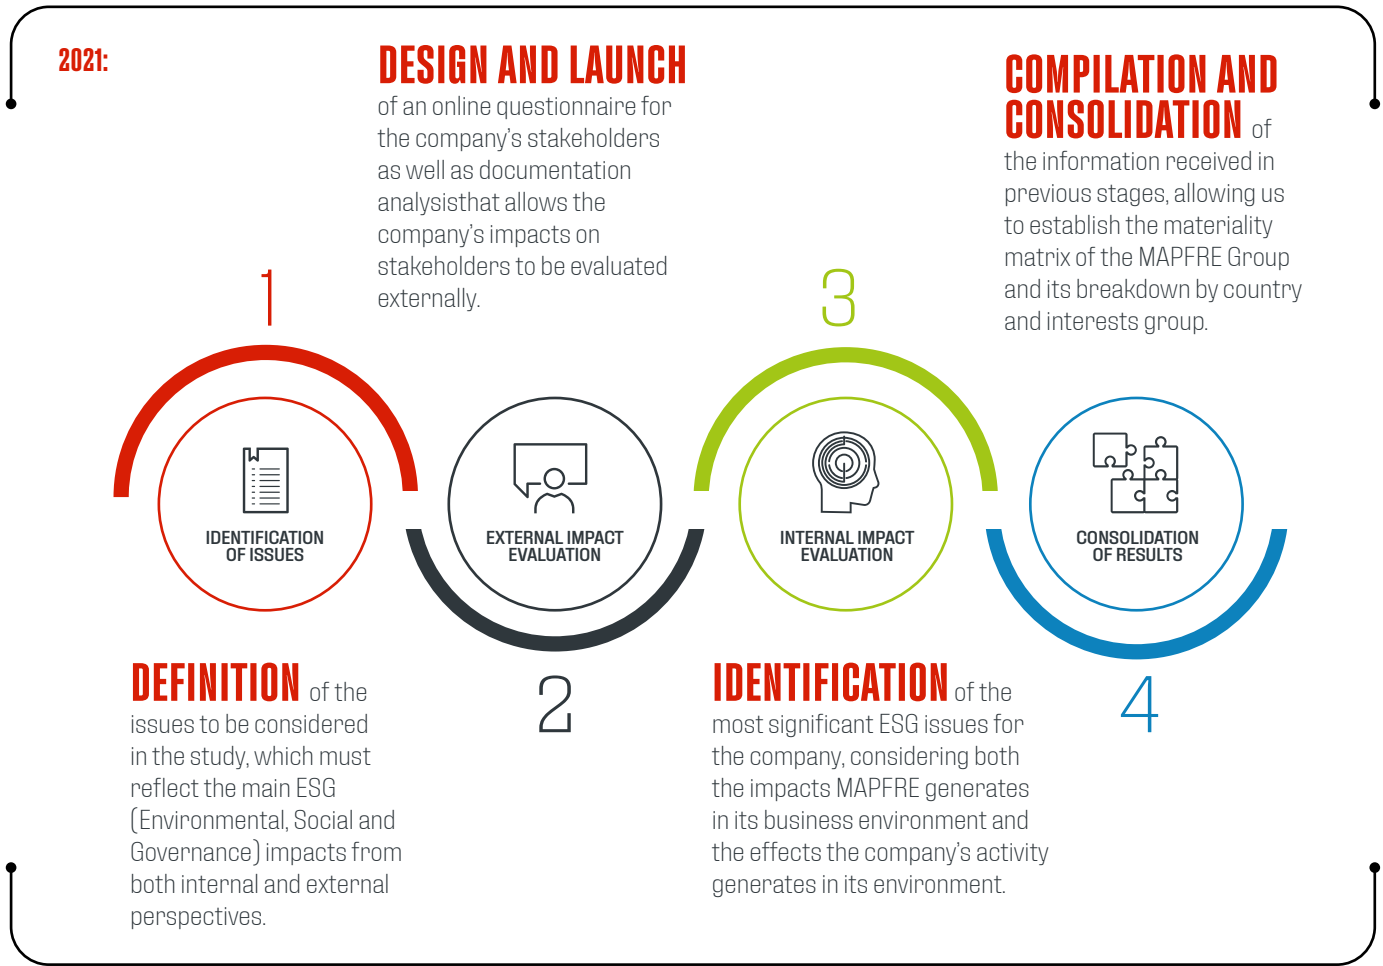 2021:
1
IDENTIFICATION
OF ISSUES
DEFINITION of the
issues to be considered
in the study, which must
reflect the main ESG
(Environmental, Social and
Governance) impacts from
both internal and external
perspectives.
DESIGN AND LAUNCH
of an online questionnaire for
the company's stakeholders
as well as documentation
analysisthat allows the
company's impacts on
stakeholders to be evaluated
externally.
EXTERNAL IMPACT
EVALUATION
2
3
INTERNAL IMPACT
EVALUATION
IDENTIFICATION of the
most significant ESG issues for
the company, considering both
the impacts MAPFRE generates
in its business environment and
the effects the company's activity
generates in its environment.
COMPILATION AND
CONSOLIDATION of
the information received in
previous stages, allowing us
to establish the materiality
matrix of the MAPFRE Group
and its breakdown by country
and interests group.
CONSOLIDATION
OF RESULTS
4